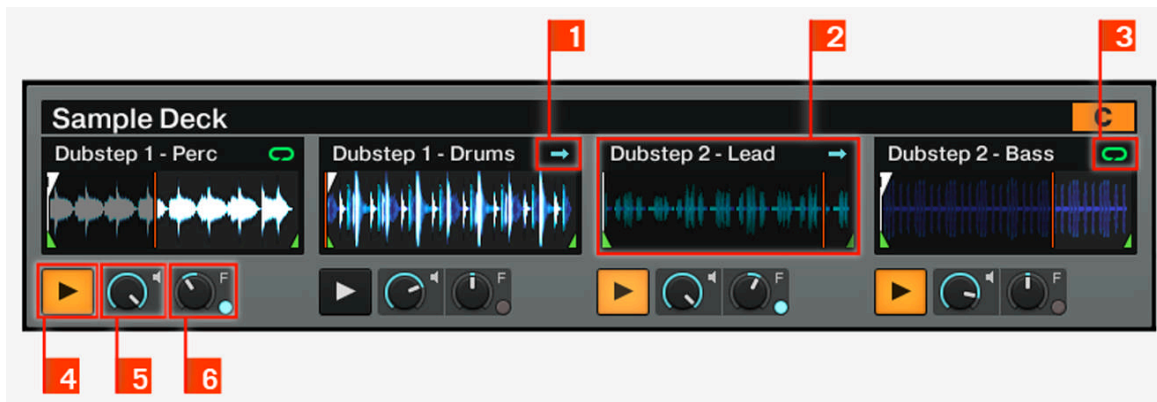 1 2 3
Sample Deck C
Dubstep 1 - Perc Dubstep 1 - Drums Dubstep 2 - Lead Dubstep 2 - Bass
F F F F
4 5 6